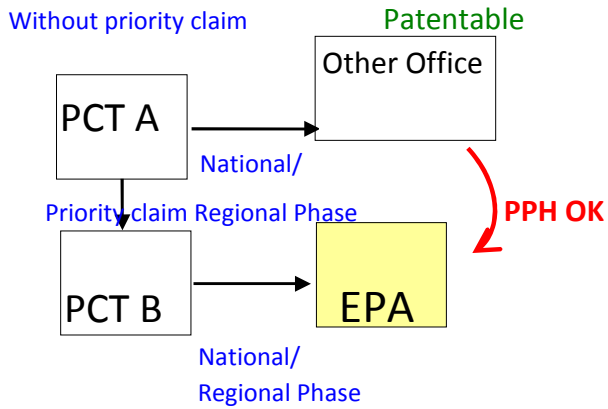 Without priority claim
Patentable
Other Office
PCT A
National/
Priority claim Regional Phase
PPH OK
PCT B
EPA
National/
Regional Phase